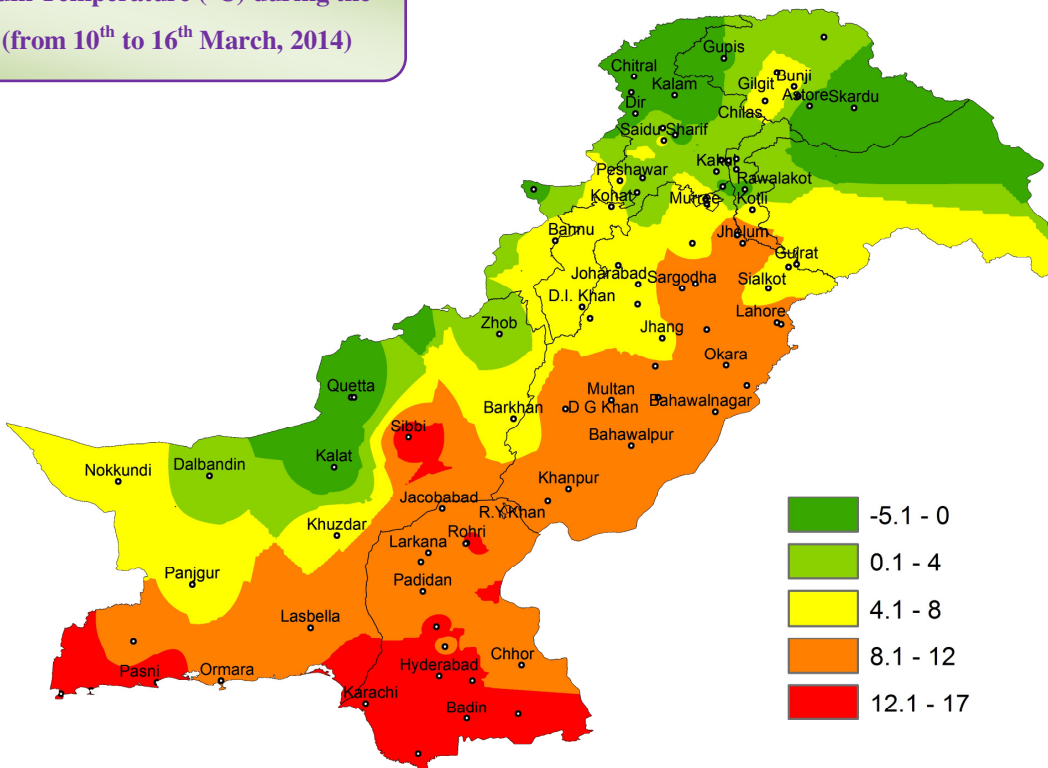 Temperature (°C) during the
(from 10th to 16th March, 2014)
Gupis
Chitral
Kalam
Bunji
Gilgit
Astore
Skardu
Dir
Chilas
Saidu Sharif
Peshawar
Rawalakot
Kohat
Murree
Kotli
Bannu
Jhelum
Gujrat
Joharabad
Sargodha
Sialkot
D.I. Khan
Lahore
Zhob
Jhang
Okara
Quetta
Multan
D G Khan
Bahawalnagar
Barkhan
Sibbi
Bahawalpur
Kalat
Dalbandin
Nokkundi
Khanpur
Jacobabad
R.Y.Khan
Khuzdar
Rohri
Larkana
Panjgur
Padidan
Lasbella
Chhor
Hyderabad
Pasni
Ormara
Karachi
Badin
-5.1 - 0
0.1 - 4
4.1 - 8
8.1 - 12
12.1 - 17